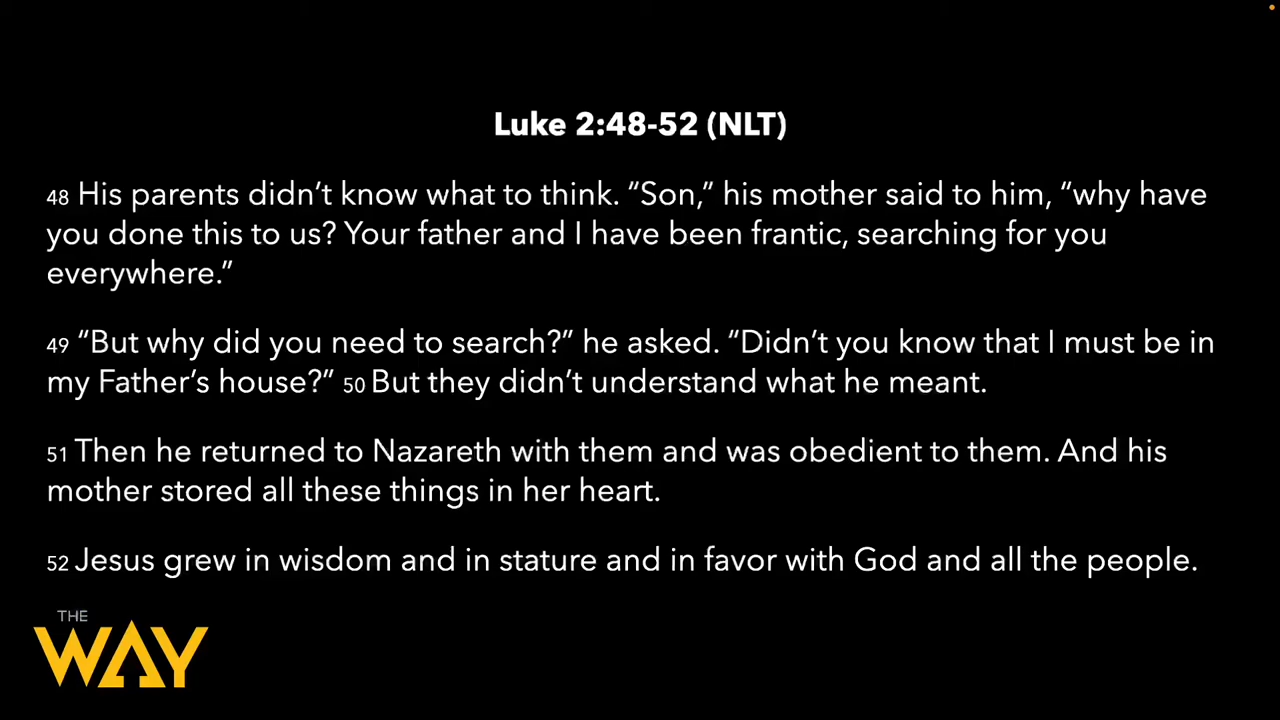 Luke 2:48-52 (NLT)
48 His parents didn’t know what to think. “Son,” his mother said to him, “why have
you done this to us? Your father and I have been frantic, searching for you
everywhere.”
49 “But why did you need to search?” he asked. “Didn’t you know that I must be in
my Father’s house?” 50 But they didn’t understand what he meant.
51 Then he returned to Nazareth with them and was obedient to them. And his
mother stored all these things in her heart.
52 Jesus grew in wisdom and in stature and in favor with God and all the people.
THE
WAY